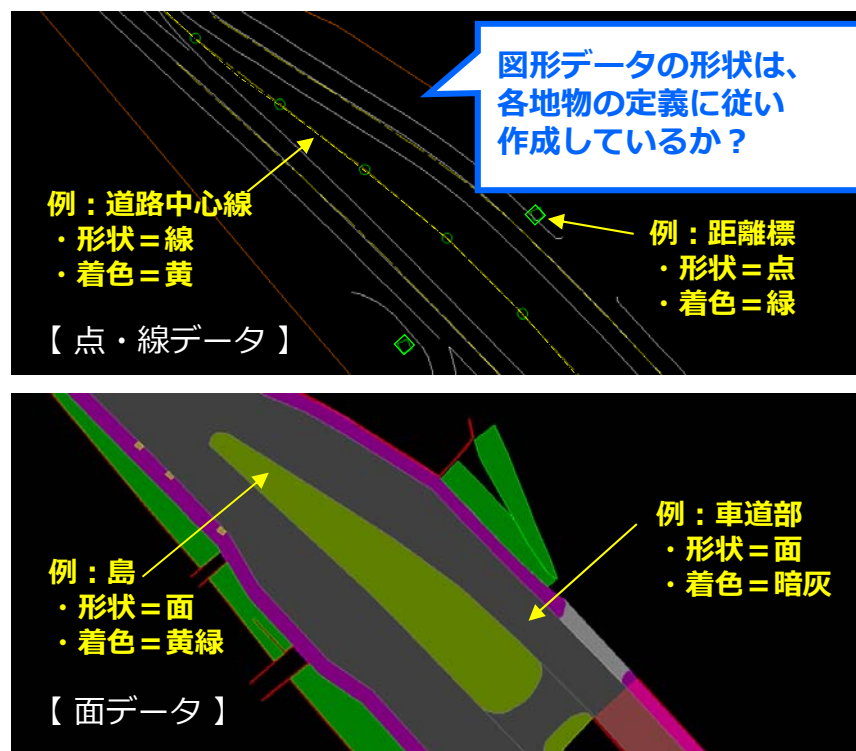 図形データの形状は、
各地物の定義に従い
作成しているか？
例：道路中心線
・形状＝線
・着色＝黄
例：距離標
・形状＝点
・着色＝緑
【 点・線データ 】
例：車道部
・形状＝面
・着色＝暗灰
例：島
・形状＝面
・着色＝黄緑
【 面データ 】